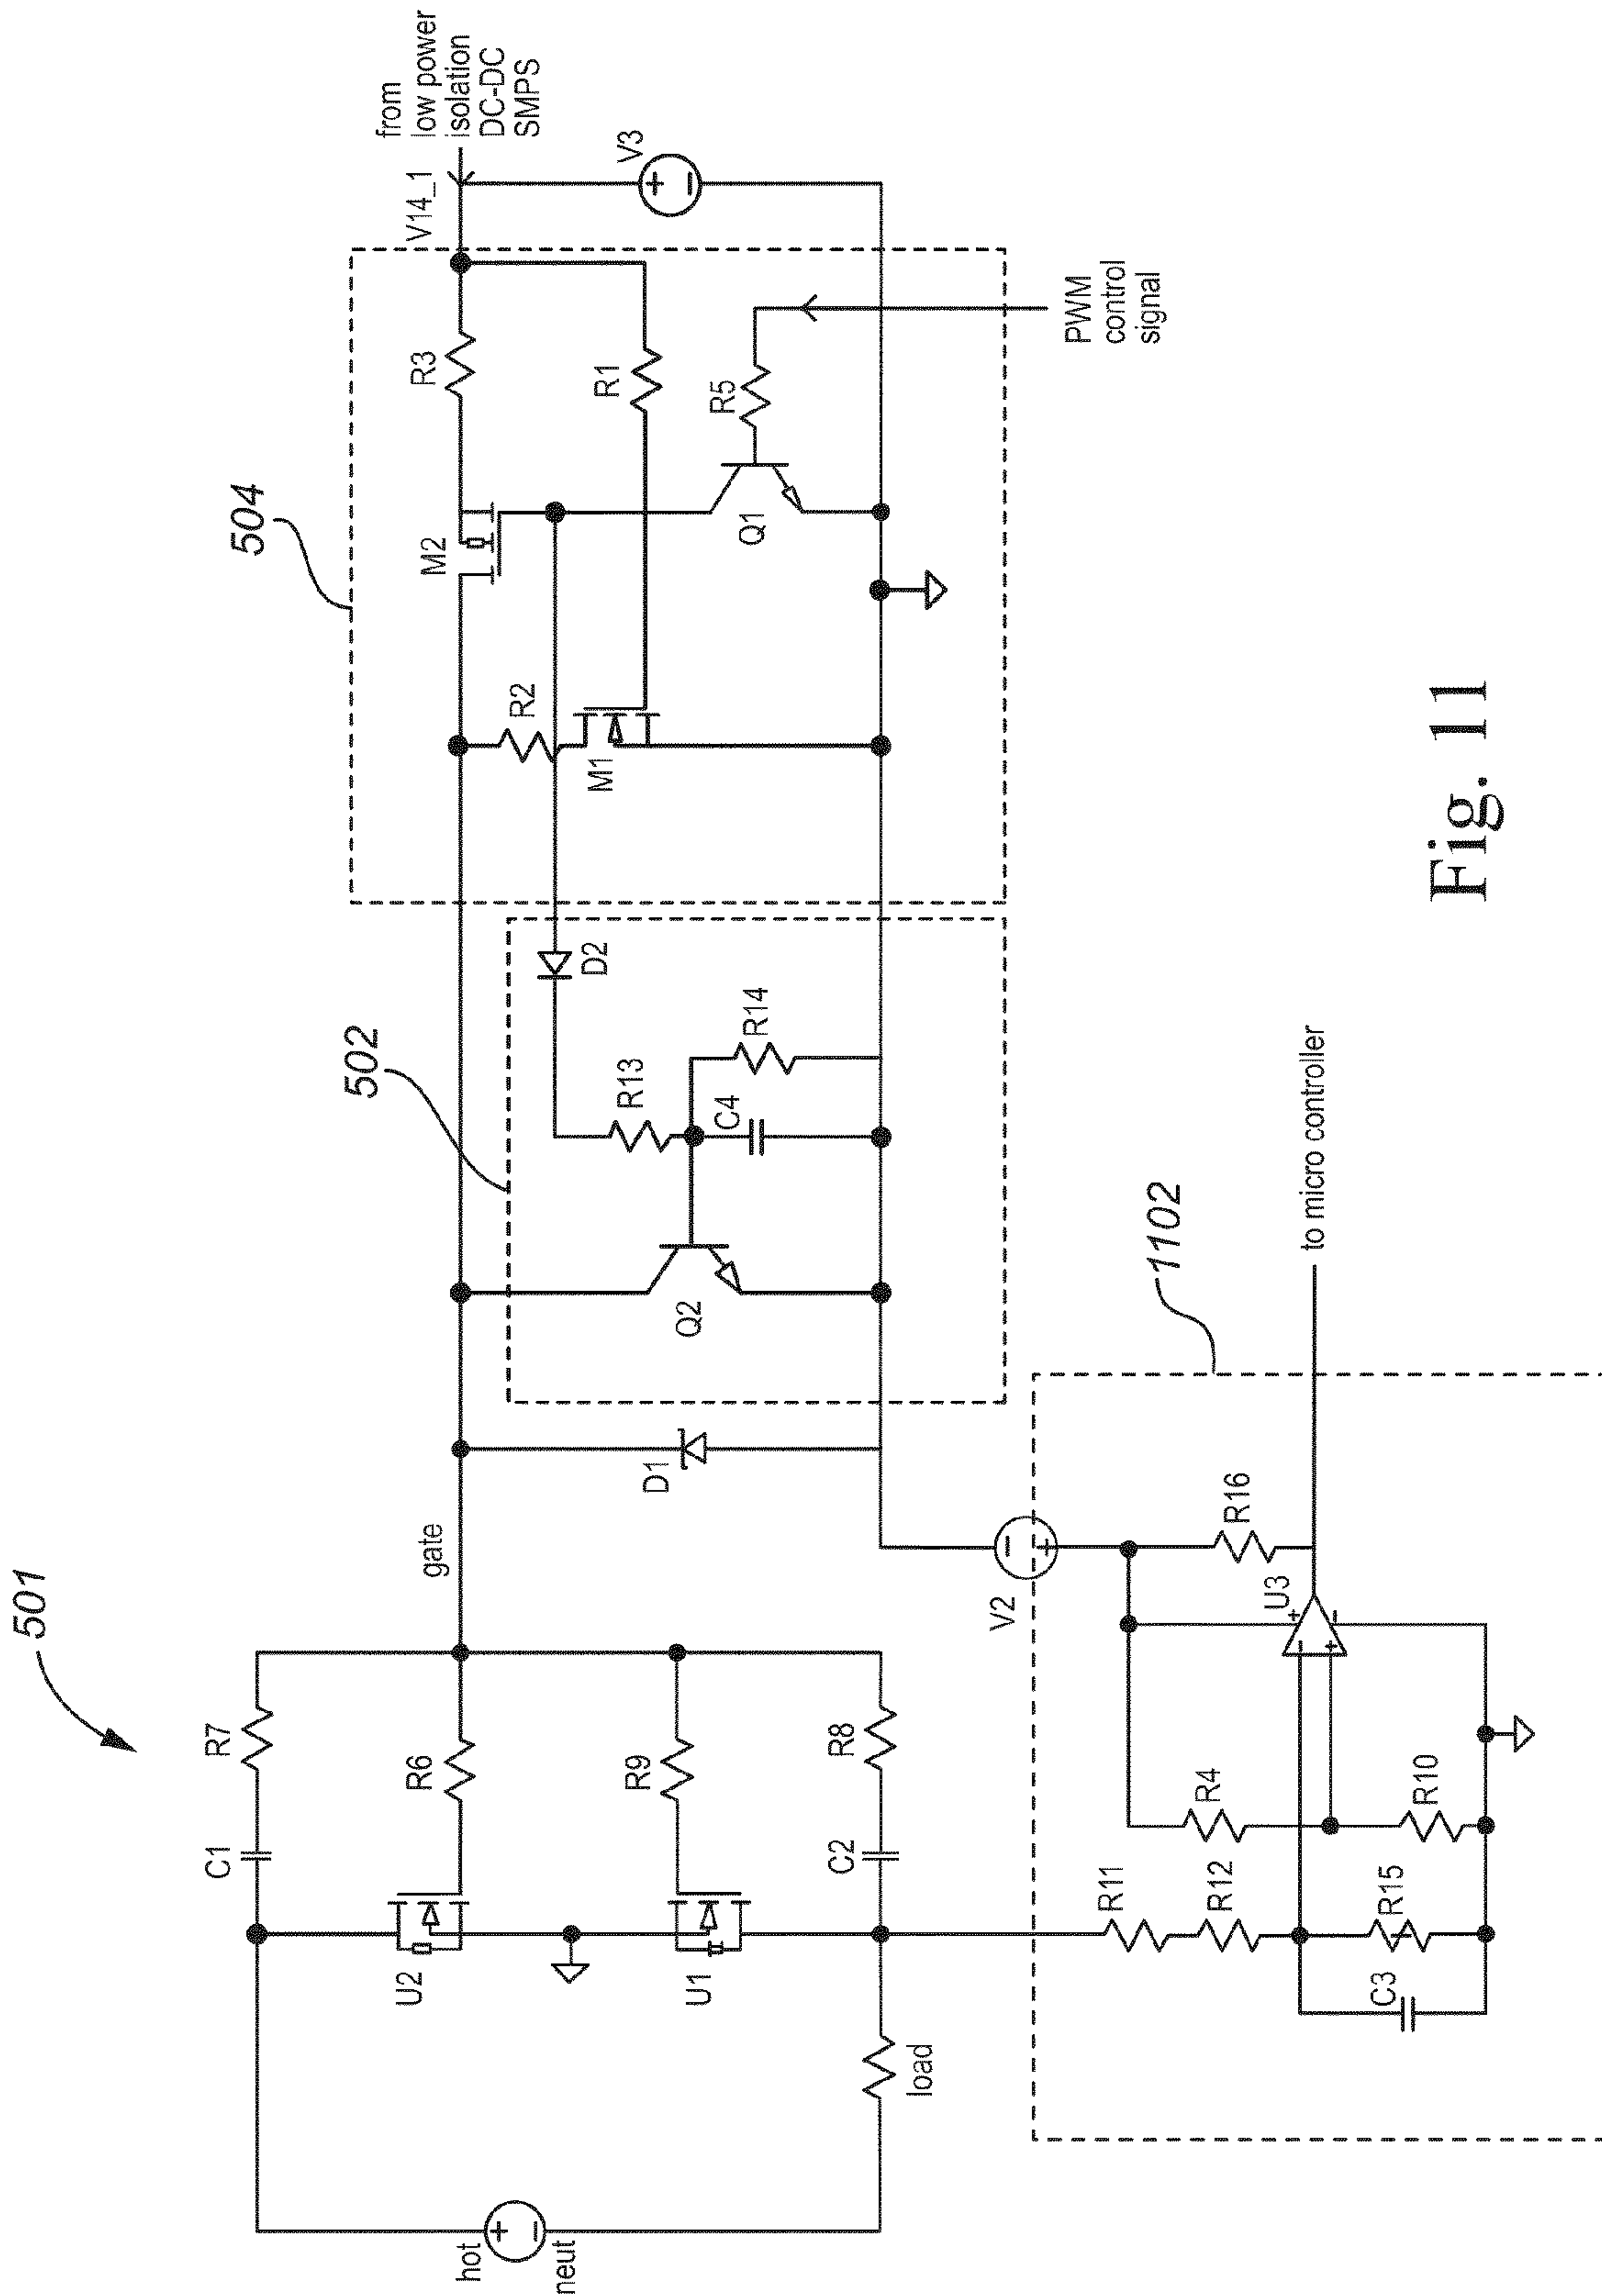 501
504
502
1102
from
low power
isolation
DC-DC
SMPS
V14_1
V3
R3
R1
R5
M2
Q1
PWM
control
signal
R2
M1
D2
R13
R14
C4
Q2
D1
gate
R7
C1
R6
R9
R8
C2
U2
U1
hot
neut
load
V2
R16
U3
R4
R10
R11
R12
R15
C3
to micro controller
Fig. 11